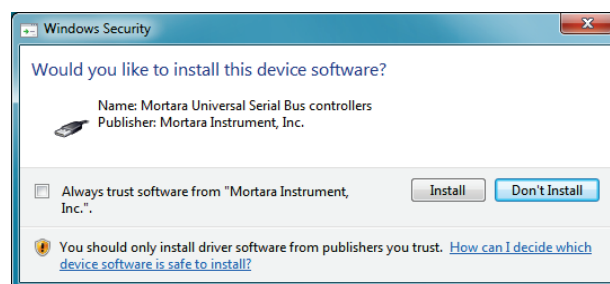 Windows Security
Would you like to install this device software?
Name: Mortara Universal Serial Bus controllers
Publisher: Mortara Instrument, Inc.
Always trust software from "Mortara Instrument,
Inc.".
Install
Don't Install
You should only install driver software from publishers you trust. How can I decide which
device software is safe to install?